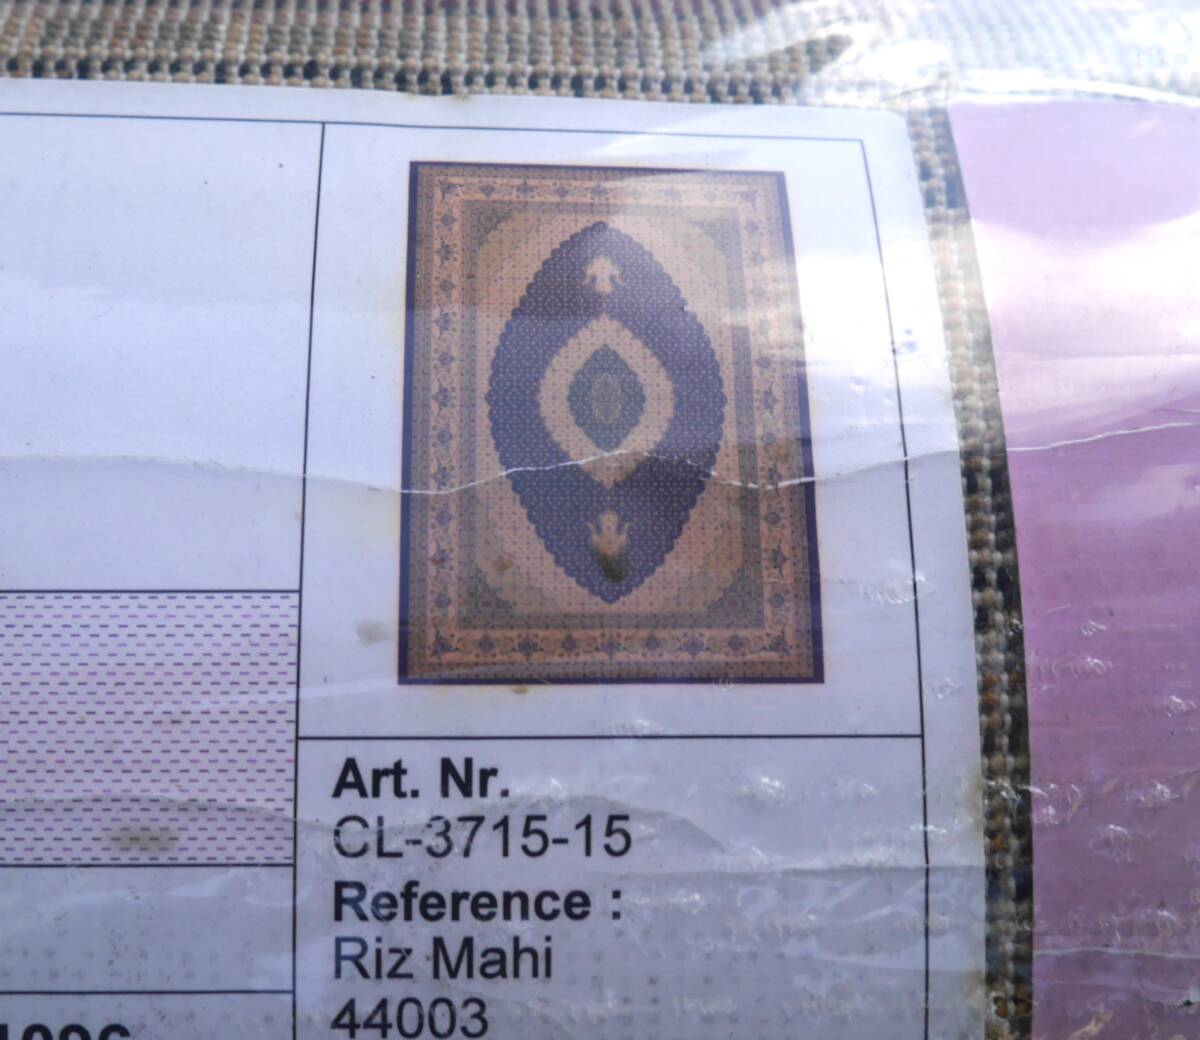 Art. Nr.
CL-3715-15
Reference :
Riz Mahi
44003